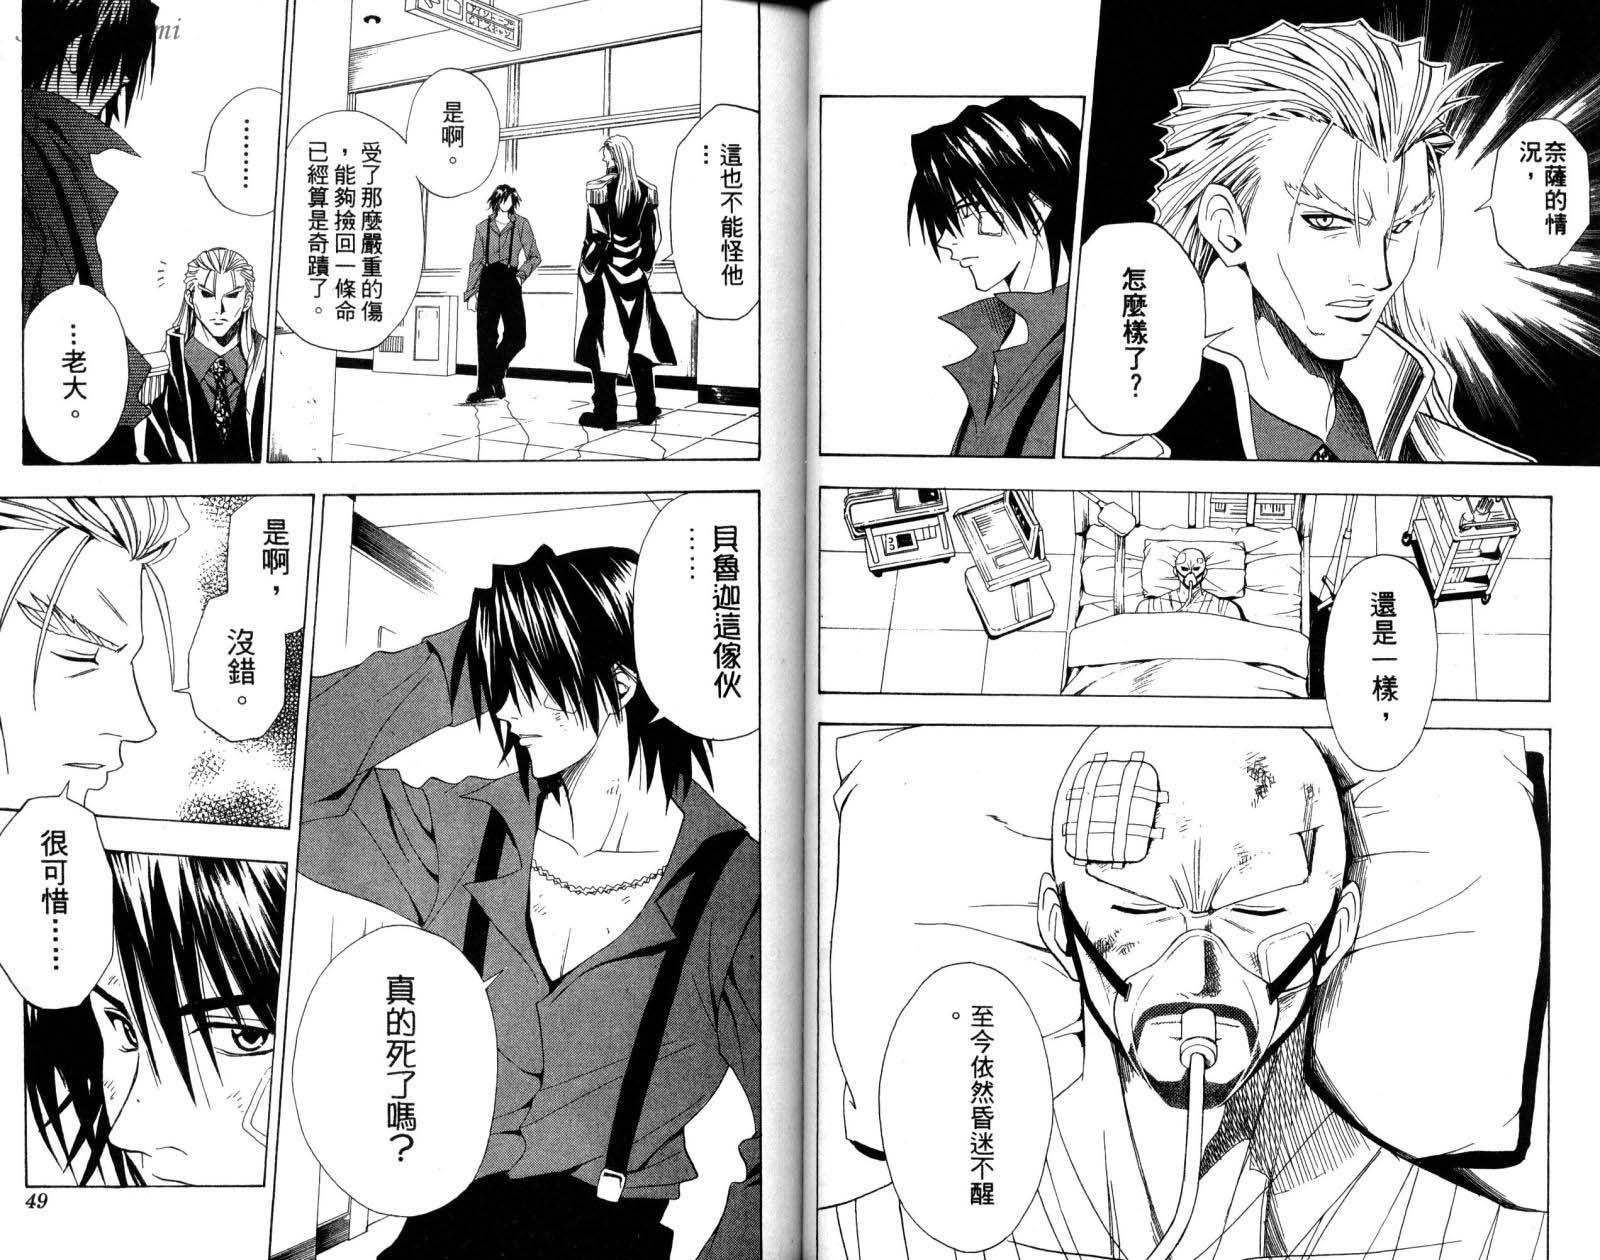 奈薩的情
況，
怎麼樣了？
還是一樣，
至今依然昏迷不醒
。
這也不能怪他
…
是啊。
受了那麼嚴重的傷
，能夠撿回一條命
已經算是奇蹟了。
………
…老大。
貝魯迦這傢伙
……
真的死了嗎？
是啊，
沒錯。
很可惜……
49